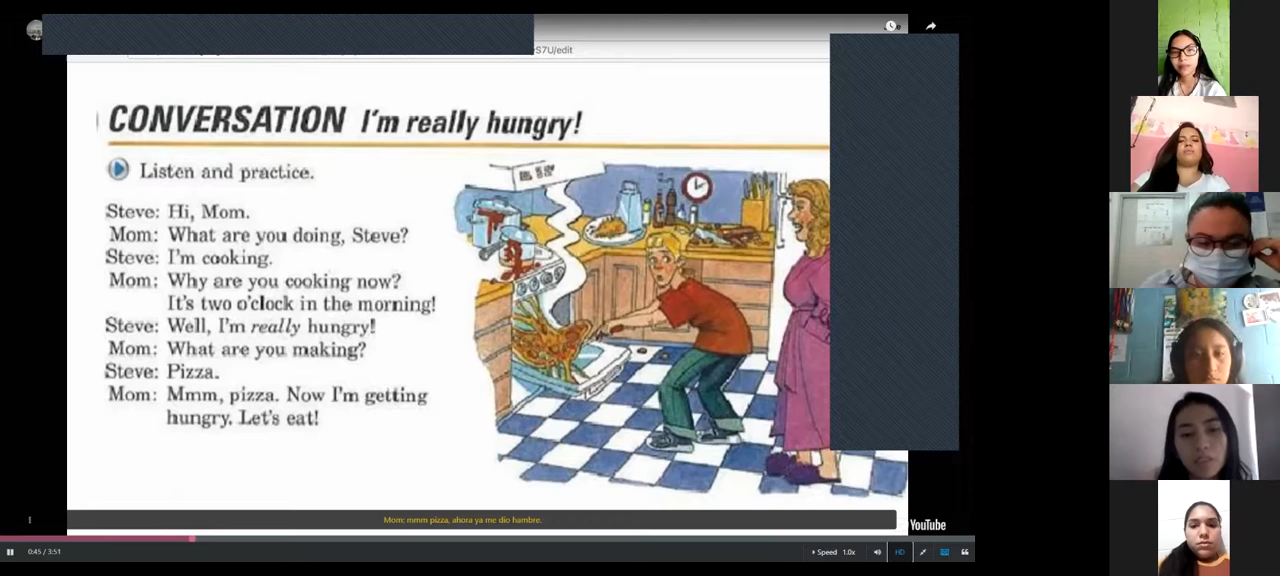 S7U/edit
CONVERSATION I'm really hungry!
Listen and practice.
Steve: Hi, Mom.
Mom: What are you doing, Steve?
Steve: I'm cooking.
Mom: Why are you cooking now?
It's two o'clock in the morning!
Steve: Well, I'm really hungry!
Mom: What are you making?
Steve: Pizza.
Mom: Mmm, pizza. Now I'm getting
hungry. Let's eat!
Mom: mmm pizza, ahora ya me dio hambre.
YouTube
0:45 / 3:51
Speed 1.0x
HD